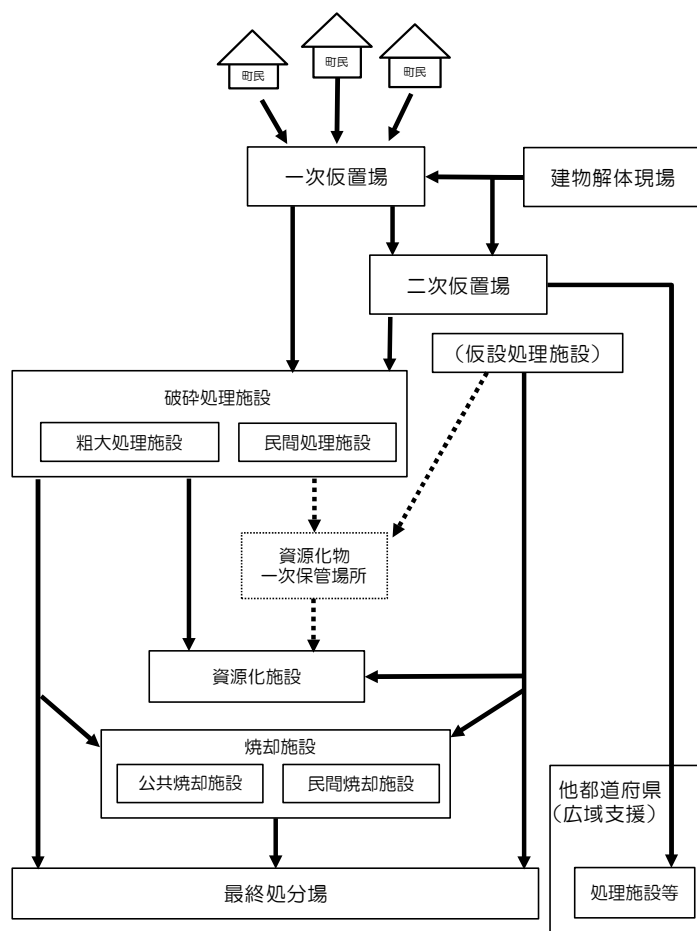 町民
町民
町民
一次仮置場
建物解体現場
二次仮置場
（仮設処理施設）
破砕処理施設
粗大処理施設
民間処理施設
資源化物
一次保管場所
資源化施設
焼却施設
公共焼却施設
民間焼却施設
他都道府県
（広域支援）
最終処分場
処理施設等